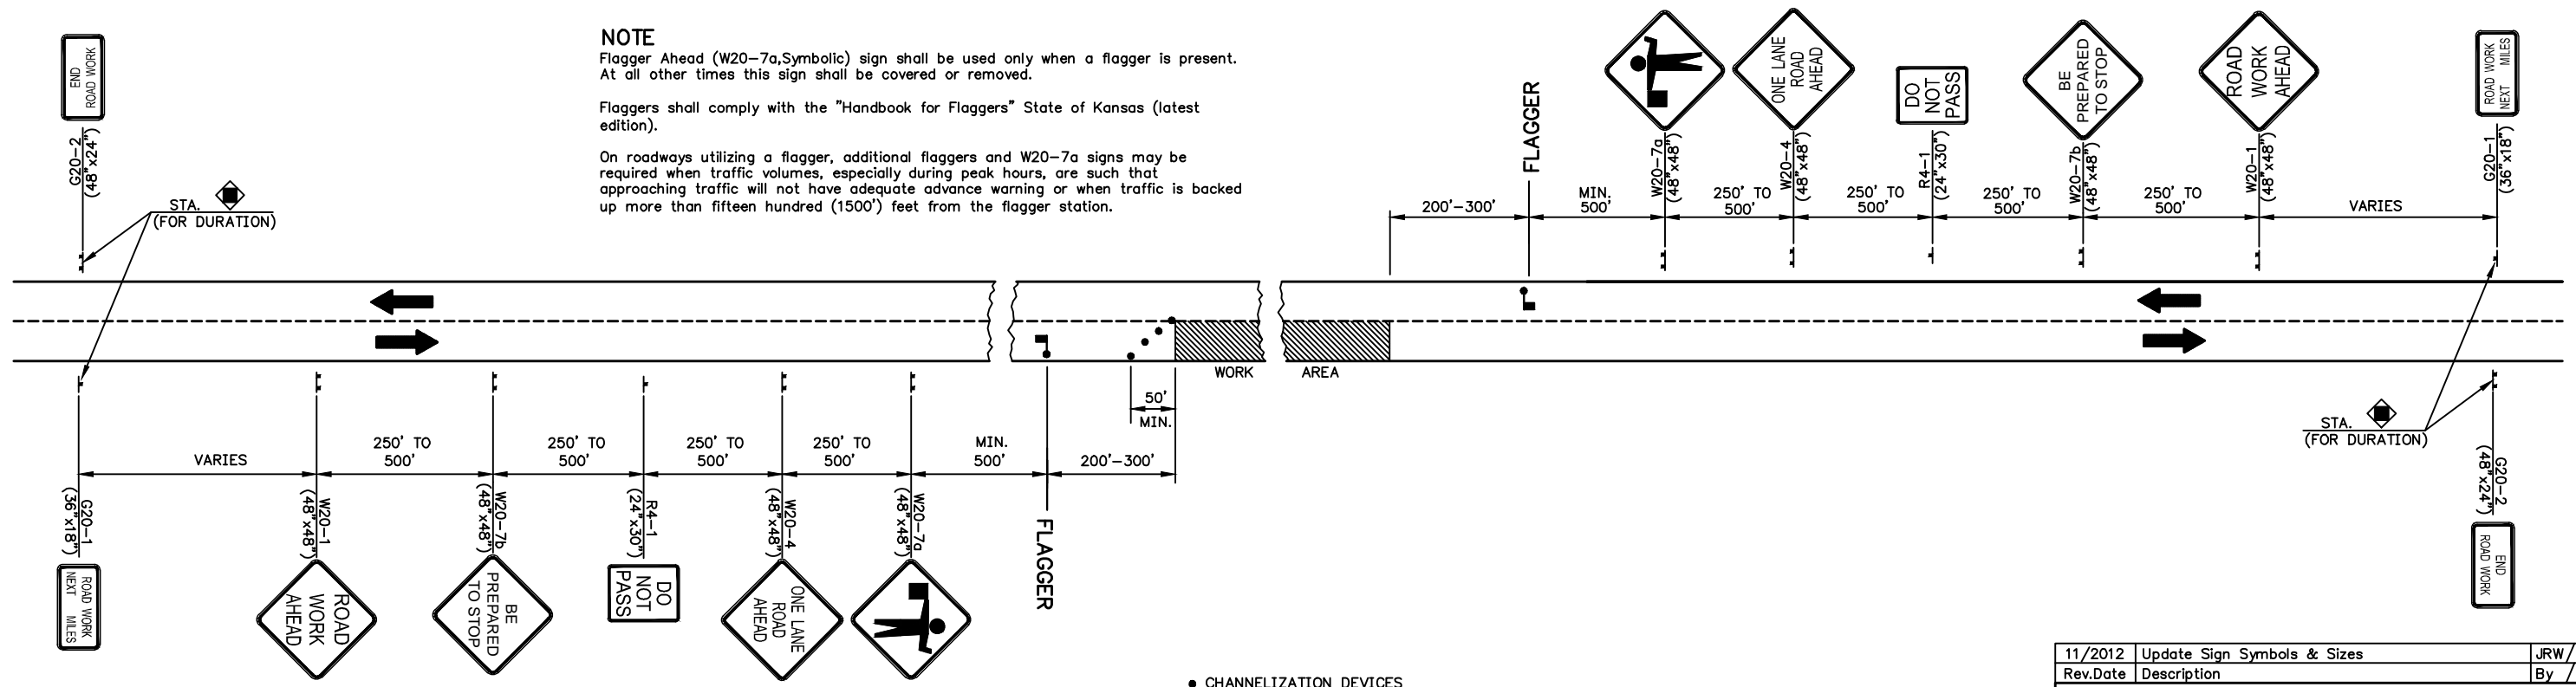 NOTE
Flagger Ahead (W20-7a,Symbolic) sign shall be used only when a flagger is present.
At all other times this sign shall be covered or removed.
Flaggers shall comply with the "Handbook for Flaggers" State of Kansas (latest
edition).
On roadways utilizing a flagger, additional flaggers and W20-7a signs may be
required when traffic volumes, especially during peak hours, are such that
approaching traffic will not have adequate advance warning or when traffic is backed
up more than fifteen hundred (1500') feet from the flagger station.
END
ROAD WORK
G20-2
(48"x24")
STA.
(FOR DURATION)
FLAGGER
W20-7a
(48"x48")
ONE LANE
ROAD
AHEAD
W20-4
(48"x48")
DO
NOT
PASS
R4-1
(24"x30")
BE
PREPARED
TO STOP
W20-7b
(48"x48")
ROAD
WORK
AHEAD
W20-1
(48"x48")
ROAD WORK
NEXT MILES
G20-1
(36"x18")
200'-300'
MIN.
500'
250' TO
500'
250' TO
500'
250' TO
500'
250' TO
500'
VARIES
WORK AREA
50'
MIN.
VARIES
250' TO
500'
250' TO
500'
250' TO
500'
250' TO
500'
MIN.
500'
200'-300'
STA.
(FOR DURATION)
G20-1
(36"x18")
ROAD WORK
NEXT MILES
W20-1
(48"x48")
ROAD
WORK
AHEAD
W20-7b
(48"x48")
BE
PREPARED
TO STOP
R4-1
(24"x30")
DO
NOT
PASS
W20-4
(48"x48")
ONE LANE
ROAD
AHEAD
W20-7a
(48"x48")
FLAGGER
G20-2
(48"x24")
END
ROAD WORK
● CHANNELIZATION DEVICES
11/2012 Update Sign Symbols & Sizes JRW/
Rev.Date Description By /